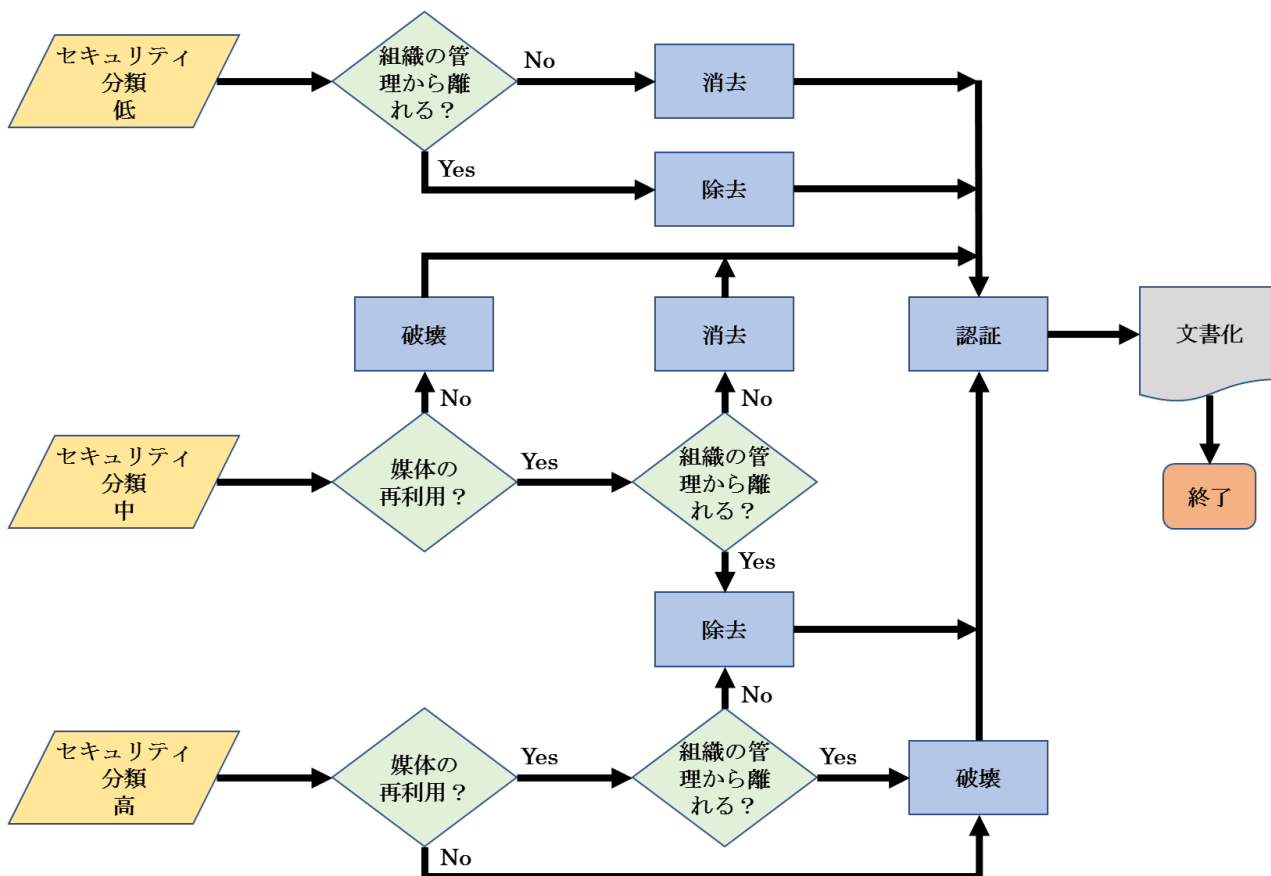 セキュリティ
分類
低
組織の管
理から離
れる？
No
消去
Yes
除去
破壊
消去
認証
文書化
No
No
セキュリティ
分類
中
媒体の
再利用？
Yes
組織の管
理から離
れる？
終了
Yes
除去
No
セキュリティ
分類
高
媒体の
再利用？
Yes
組織の管
理から離
れる？
Yes
破壊
No